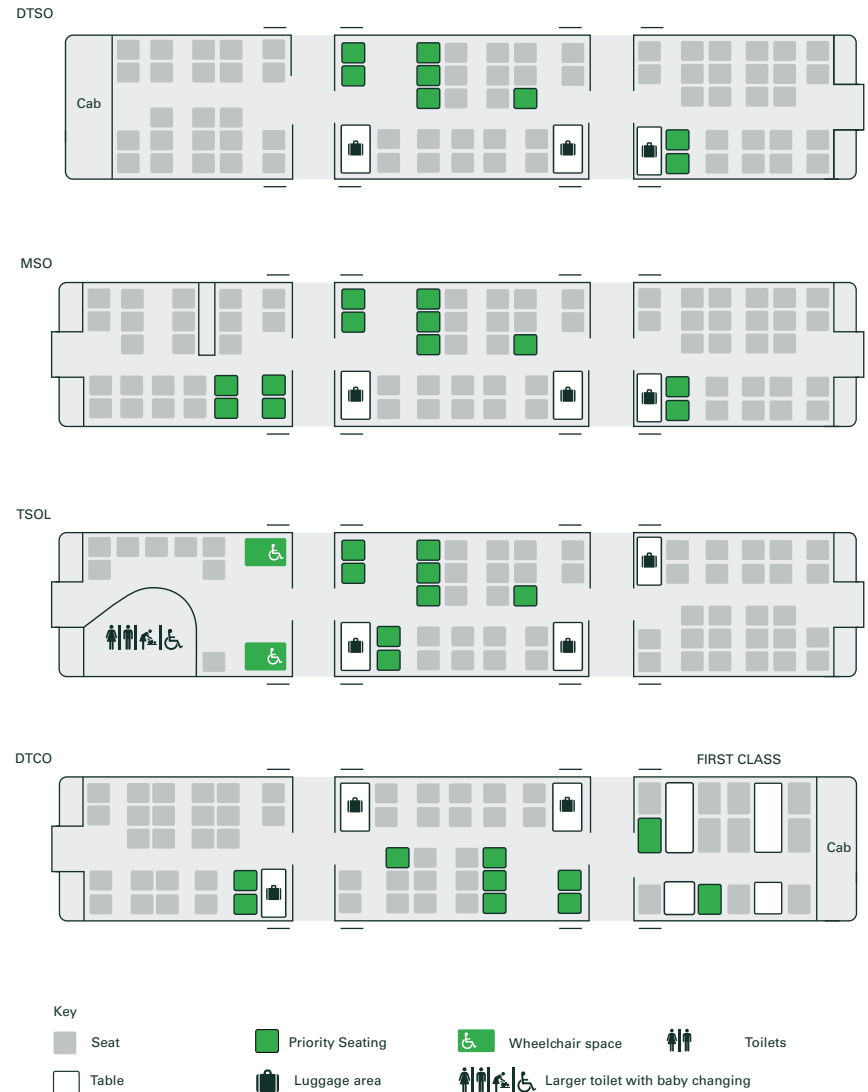 DTSO
Cab
MSO
TSOL
DTCO
FIRST CLASS
Cab
Key
Seat
Priority Seating
Wheelchair space
Toilets
Table
Luggage area
Larger toilet with baby changing